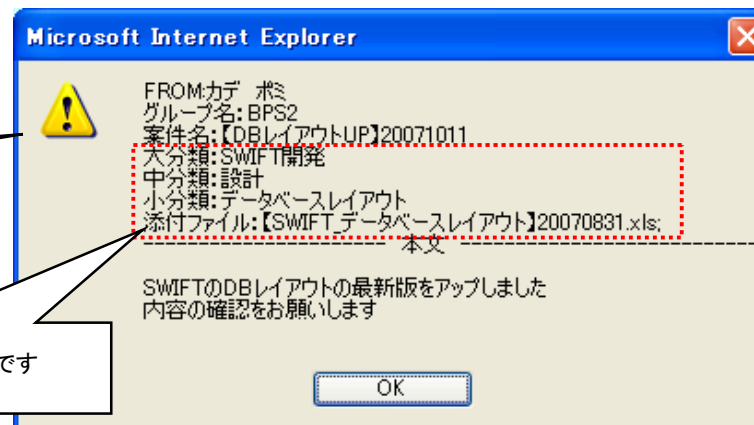 Microsoft Internet Explorer
FROM:カデ ポミ
グループ名:BPS2
案件名:【DBレイアウトUP】20071011
大分類:SWIFT開発
中分類:設計
小分類:データベースレイアウト
添付ファイル:【SWIFT_データベースレイアウト】20070831.xls;
-------------------- 本文 --------------------
SWIFTのDBレイアウトの最新版をアップしました
内容の確認をお願いします
です
OK